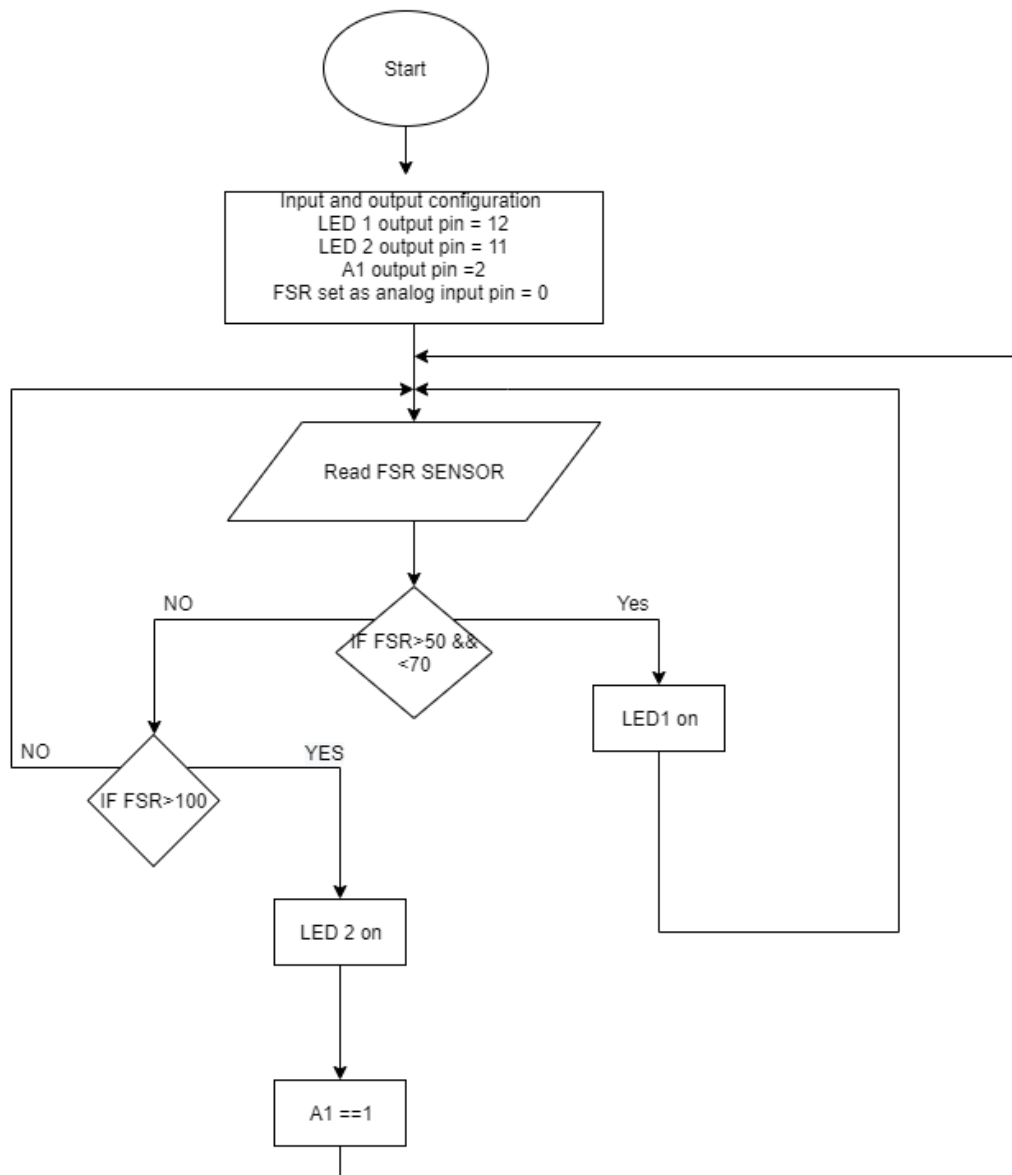 Start
Input and output configuration
LED 1 output pin = 12
LED 2 output pin = 11
A1 output pin =2
FSR set as analog input pin = 0
Read FSR SENSOR
NO
Yes
IF FSR>50 &&
<70
LED1 on
NO
YES
IF FSR>100
LED 2 on
A1 ==1